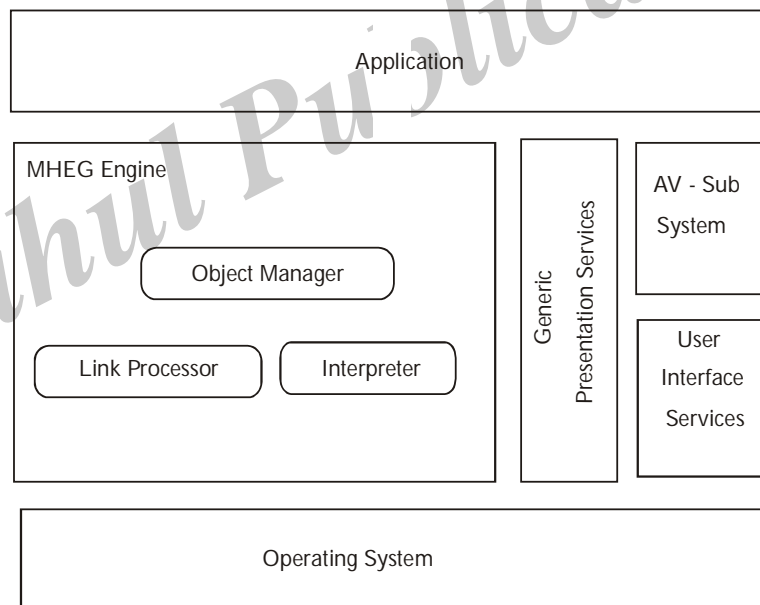 Application
MHEG Engine
Object Manager
Link Processor
Interpreter
Generic
Presentation Services
AV - Sub
System
User
Interface
Services
Operating System